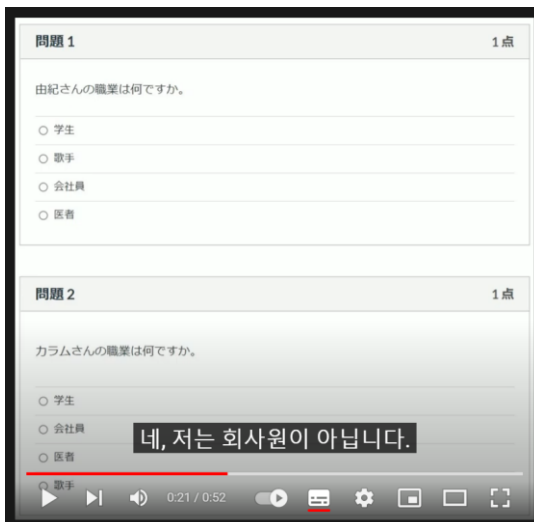 問題 1 1 点
由紀さんの職業は何ですか。
学生
歌手
会社員
医者
問題 2 1 点
カラムさんの職業は何ですか。
学生
会社員
医者
歌手
네, 저는 회사원이 아닙니다.
0:21 / 0:52